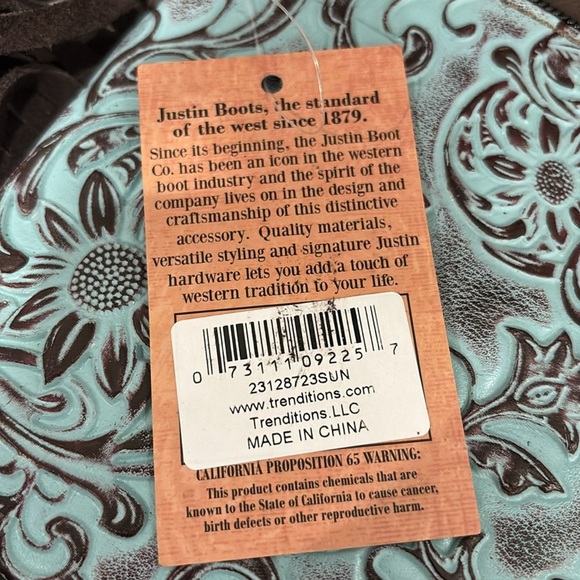 Justin Boots, the standard
of the west since 1879.
Since its beginning, the Justin Boot
Co. has been an icon in the western
boot industry and the spirit of the
company lives on in the design and
craftsmanship of this distinctive
accessory. Quality materials,
versatile styling and signature Justin
hardware lets you add a touch of
western tradition to your life.
0 73111 09225 7
23128723SUN
www.trenditions.com
Trenditions.LLC
MADE IN CHINA
CALIFORNIA PROPOSITION 65 WARNING:
This product contains chemicals that are
known to the State of California to cause cancer,
birth defects or other reproductive harm.